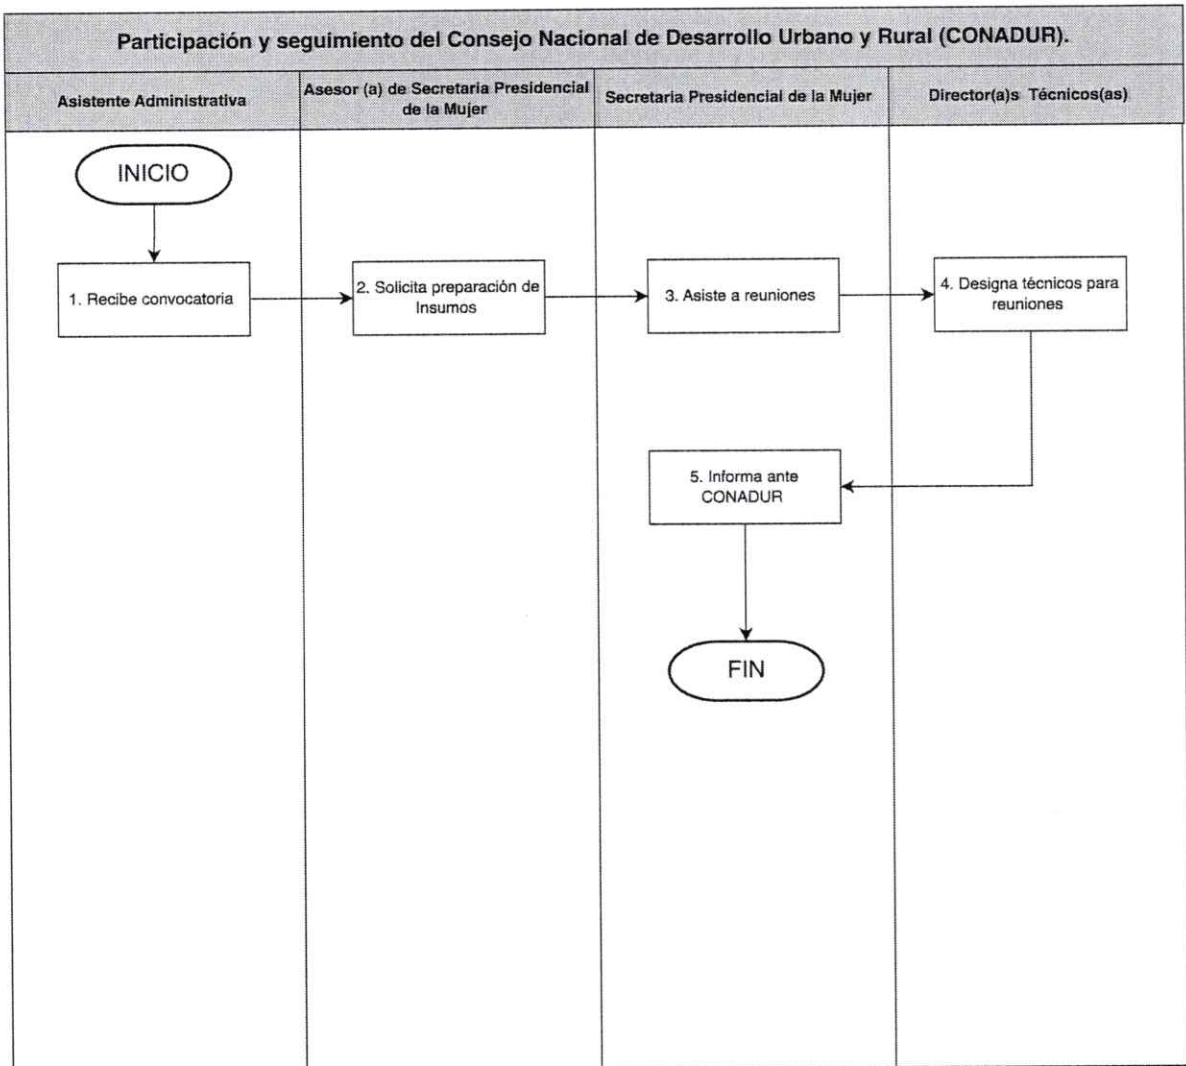 Participación y seguimiento del Consejo Nacional de Desarrollo Urbano y Rural (CONADUR).
Asistente Administrativa
Asesor (a) de Secretaria Presidencial
de la Mujer
Secretaria Presidencial de la Mujer
Director(a)s Técnicos(as)
INICIO
1. Recibe convocatoria
2. Solicita preparación de
Insumos
3. Asiste a reuniones
4. Designa técnicos para
reuniones
5. Informa ante
CONADUR
FIN